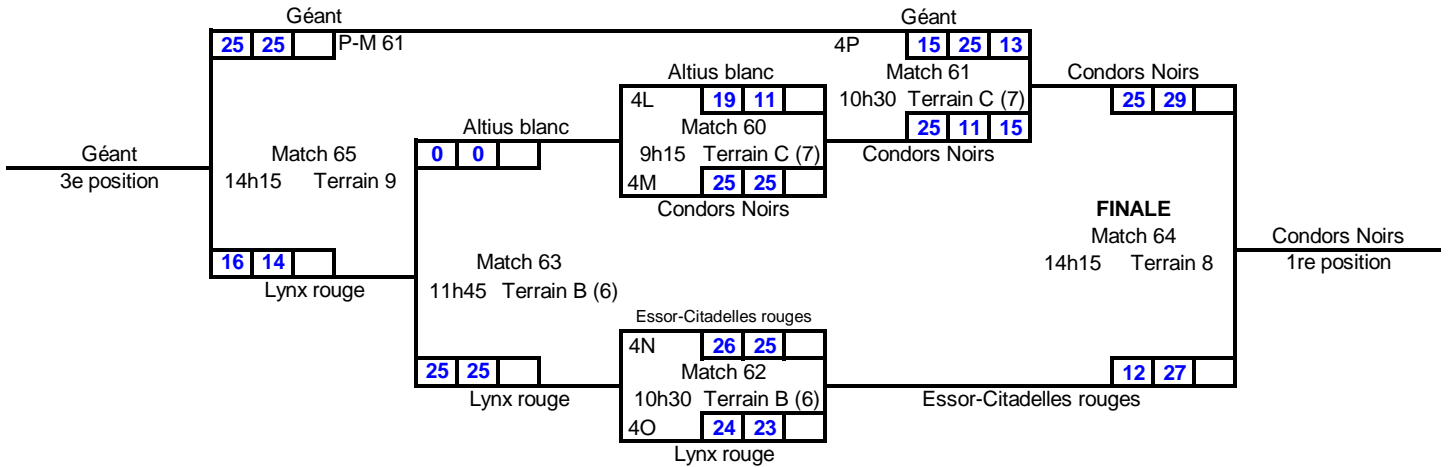 Géant Géant
25 25 P-M 61 4P 15 25 13
Altius blanc Match 61 Condors Noirs
4L 19 11 10h30 Terrain C (7) 25 29
Altius blanc Match 60 25 11 15
Géant Match 65 0 0 9h15 Terrain C (7) Condors Noirs
3e position 14h15 Terrain 9 4M 25 25
Condors Noirs FINALE
Match 64 Condors Noirs
16 14 Match 63 14h15 Terrain 8 1re position
Lynx rouge 11h45 Terrain B (6)
Essor-Citadelles rouges
4N 26 25
25 25 Match 62 12 27
Lynx rouge 10h30 Terrain B (6) Essor-Citadelles rouges
4O 24 23
Lynx rouge